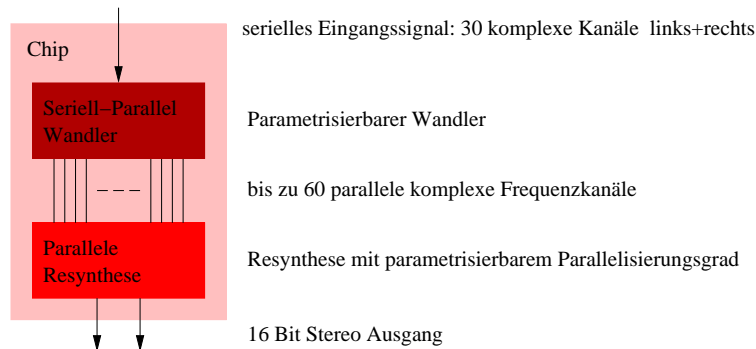 serielles Eingangssignal: 30 komplexe Kanäle links+rechts
Chip
Seriell–Parallel
Wandler
Parametrisierbarer Wandler
bis zu 60 parallele komplexe Frequenzkanäle
Parallele
Resynthese
Resynthese mit parametrisierbarem Parallelisierungsgrad
16 Bit Stereo Ausgang